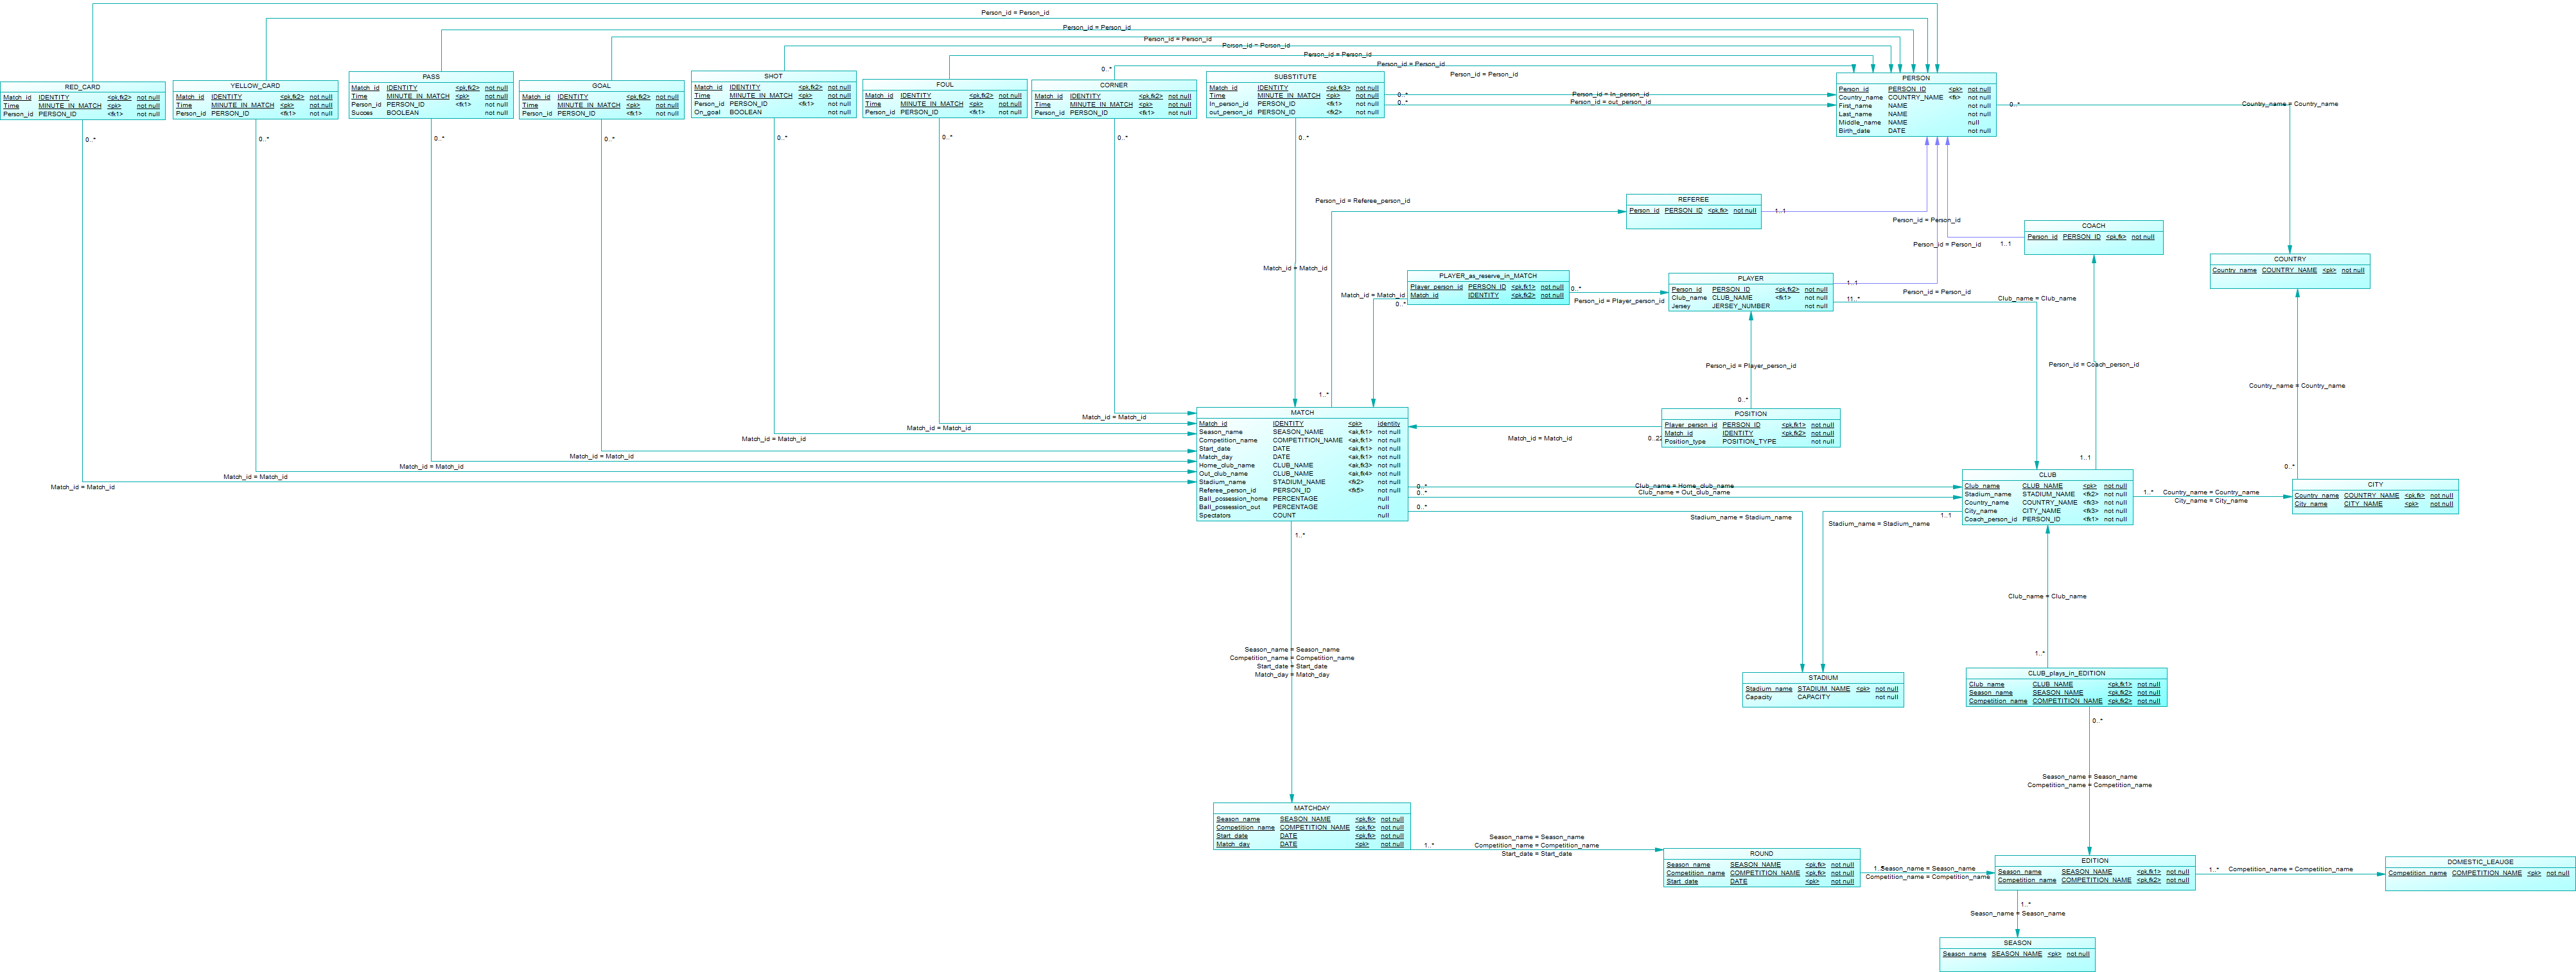 Person_id = Person_id
Person_id = Person_id
Person_id = Person_id
Person_id = Person_id
Person_id = Person_id
Person_id = Person_id
Person_id = Person_id
0..*
RED_CARD
Match_id IDENTITY <pk,fk2> not null
Time MINUTE_IN_MATCH <pk> not null
Person_id PERSON_ID <fk1> not null
0..*
YELLOW_CARD
Match_id IDENTITY <pk,fk2> not null
Time MINUTE_IN_MATCH <pk> not null
Person_id PERSON_ID <fk1> not null
0..*
PASS
Match_id IDENTITY <pk,fk2> not null
Time MINUTE_IN_MATCH <pk> not null
Person_id PERSON_ID <fk1> not null
Succes BOOLEAN not null
0..*
GOAL
Match_id IDENTITY <pk,fk2> not null
Time MINUTE_IN_MATCH <pk> not null
Person_id PERSON_ID <fk1> not null
0..*
SHOT
Match_id IDENTITY <pk,fk2> not null
Time MINUTE_IN_MATCH <pk> not null
Person_id PERSON_ID <fk1> not null
On_goal BOOLEAN not null
0..*
FOUL
Match_id IDENTITY <pk,fk2> not null
Time MINUTE_IN_MATCH <pk> not null
Person_id PERSON_ID <fk1> not null
0..*
CORNER
Match_id IDENTITY <pk,fk2> not null
Time MINUTE_IN_MATCH <pk> not null
Person_id PERSON_ID <fk1> not null
0..*
SUBSTITUTE
Match_id IDENTITY <pk,fk3> not null
Time MINUTE_IN_MATCH <pk> not null
In_person_id PERSON_ID <fk1> not null
out_person_id PERSON_ID <fk2> not null
0..*
0..*
0..*
Person_id = In_person_id
Person_id = out_person_id
Person_id = Person_id
PERSON
Person_id PERSON_ID <pk> not null
Country_name COUNTRY_NAME <fk> not null
First_name NAME not null
Last_name NAME not null
Middle_name NAME null
Birth_date DATE not null
0..*
Country_name = Country_name
Person_id = Referee_person_id
REFEREE
Person_id PERSON_ID <pk,fk> not null
1..1
Person_id = Person_id
COACH
Person_id PERSON_ID <pk,fk> not null
1..1
Person_id = Person_id
COUNTRY
Country_name COUNTRY_NAME <pk> not null
Match_id = Match_id
PLAYER_as_reserve_in_MATCH
Player_person_id PERSON_ID <pk,fk1> not null
Match_id IDENTITY <pk,fk2> not null
Match_id = Match_id
0..*
0..*
Person_id = Player_person_id
PLAYER
Person_id PERSON_ID <pk,fk2> not null
Club_name CLUB_NAME <fk1> not null
Jersey JERSEY_NUMBER not null
1..1
Person_id = Person_id
11..*
Club_name = Club_name
Person_id = Player_person_id
Person_id = Coach_person_id
Country_name = Country_name
1..*
0..*
MATCH
Match_id IDENTITY <pk> identity
Season_name SEASON_NAME <ak,fk1> not null
Competition_name COMPETITION_NAME <ak,fk1> not null
Start_date DATE <ak,fk1> not null
Match_day DATE <ak,fk1> not null
Home_club_name CLUB_NAME <ak,fk3> not null
Out_club_name CLUB_NAME <ak,fk4> not null
Stadium_name STADIUM_NAME <fk2> not null
Referee_person_id PERSON_ID <fk5> not null
Ball_possession_home PERCENTAGE null
Ball_possession_out PERCENTAGE null
Spectators COUNT null
POSITION
Player_person_id PERSON_ID <pk,fk1> not null
Match_id IDENTITY <pk,fk2> not null
Position_type POSITION_TYPE not null
Match_id = Match_id
0..22
Match_id = Match_id
Match_id = Match_id
Match_id = Match_id
Match_id = Match_id
Match_id = Match_id
Match_id = Match_id
Match_id = Match_id
1..1
0..*
CLUB
Club_name CLUB_NAME <pk> not null
Stadium_name STADIUM_NAME <fk2> not null
Country_name COUNTRY_NAME <fk3> not null
City_name CITY_NAME <fk3> not null
Coach_person_id PERSON_ID <fk1> not null
0..*
Club_name = Home_club_name
0..*
Club_name = Out_club_name
0..*
Stadium_name = Stadium_name
1..1
Stadium_name = Stadium_name
1..*
Country_name = Country_name
City_name = City_name
CITY
Country_name COUNTRY_NAME <pk,fk> not null
City_name CITY_NAME <pk> not null
1..*
Club_name = Club_name
1..*
Season_name = Season_name
Competition_name = Competition_name
Start_date = Start_date
Match_day = Match_day
STADIUM
Stadium_name STADIUM_NAME <pk> not null
Capacity CAPACITY not null
CLUB_plays_in_EDITION
Club_name CLUB_NAME <pk,fk1> not null
Season_name SEASON_NAME <pk,fk2> not null
Competition_name COMPETITION_NAME <pk,fk2> not null
0..*
Season_name = Season_name
Competition_name = Competition_name
MATCHDAY
Season_name SEASON_NAME <pk,fk> not null
Competition_name COMPETITION_NAME <pk,fk> not null
Start_date DATE <pk,fk> not null
Match_day DATE <pk> not null
1..*
Season_name = Season_name
Competition_name = Competition_name
Start_date = Start_date
ROUND
Season_name SEASON_NAME <pk,fk> not null
Competition_name COMPETITION_NAME <pk,fk> not null
Start_date DATE <pk> not null
Season_name = Season_name
Competition_name = Competition_name
EDITION
Season_name SEASON_NAME <pk,fk1> not null
Competition_name COMPETITION_NAME <pk,fk2> not null
1..*
Competition_name = Competition_name
DOMESTIC_LEAUGE
Competition_name COMPETITION_NAME <pk> not null
1..*
Season_name = Season_name
SEASON
Season_name SEASON_NAME <pk> not null